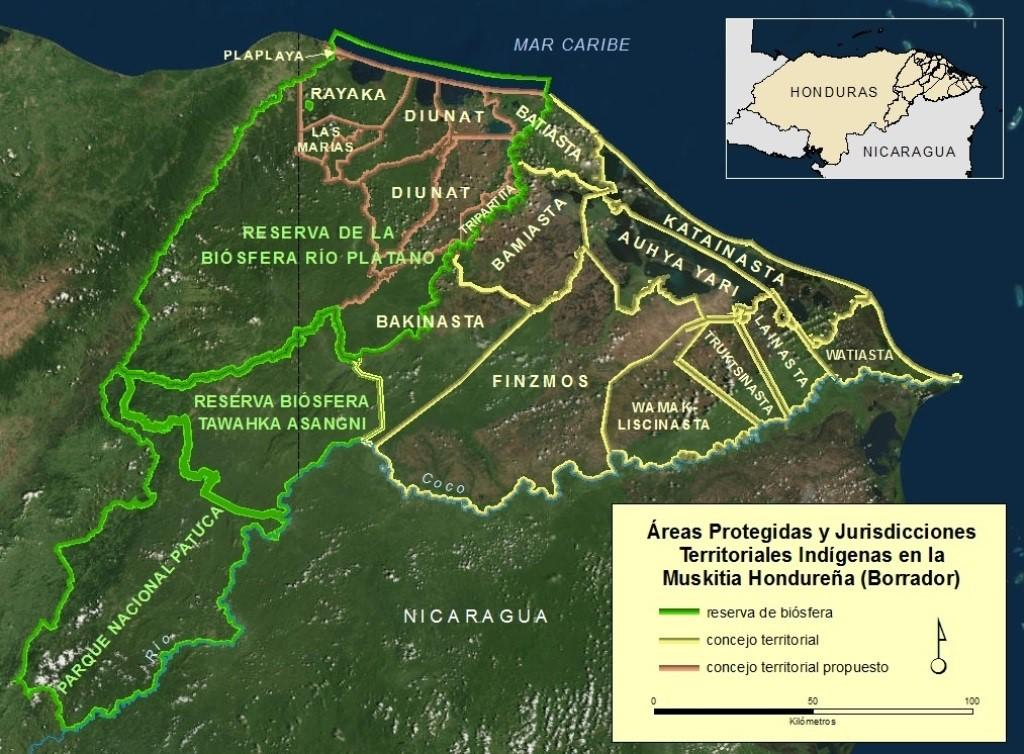 MAR CARIBE
PLAPLAYA
HONDURAS
NICARAGUA
RAYAKA
DIUNAT
BATIASTA
LAS
MARIAS
DIUNAT
TRIPARTITA
BAMIASTA
KATAINASTA
RESERVA DE LA
BIÓSFERA RÍO PLATANO
AUHYA YARI
BAKINASTA
LAINASTA
TRUKTSINASTA
WATIASTA
FINZMOS
RESERVA BIÓSFERA
TAWAHKA ASANGNI
WAMAK-
LISCINASTA
Coco
PARQUE NACIONAL PATUCA
Río
NICARAGUA
Áreas Protegidas y Jurisdicciones
Territoriales Indígenas en la
Muskitia Hondureña (Borrador)
reserva de biósfera
concejo territorial
concejo territorial propuesto
0 50 100
Kilómetros